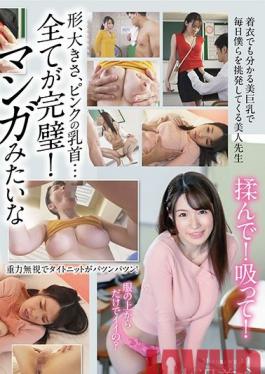 着衣でも分かる美巨乳で
毎日僕らを挑発してくる美人先生
形、大きさ、ピンクの乳首…
全てが完璧!
マンガみたいな
揉んで!吸って!
重力無視でタイトニットがパツンパツン!